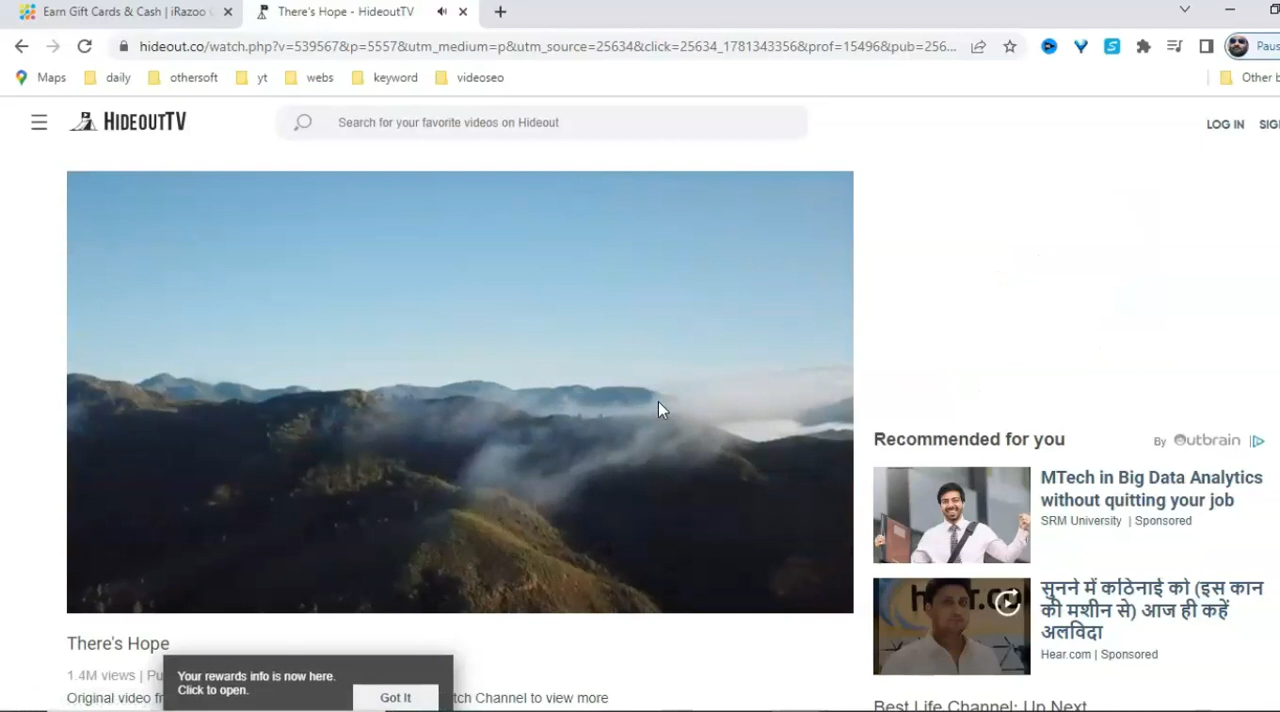 Earn Gift Cards & Cash | iRazoo
There's Hope - HideoutTV
hideout.co/watch.php?v=539567&p=5557&utm_medium=p&utm_source=25634&click=25634_1781343356&prof=15496&pub=256...
Paus
Maps
daily
othersoft
yt
webs
keyword
videoseo
Other b
HIDEOUTTV
Search for your favorite videos on Hideout
LOG IN
SIG
Recommended for you
By Outbrain
MTech in Big Data Analytics
without quitting your job
SRM University | Sponsored
सुनने में कठिनाई को (इस कान
की मशीन से) आज ही कहें
अलविदा
Hear.com | Sponsored
There's Hope
1.4M views | Pu
Your rewards info is now here.
Click to open.
Got It
Original video fr
tch Channel to view more
Best Life Channel: Up Next